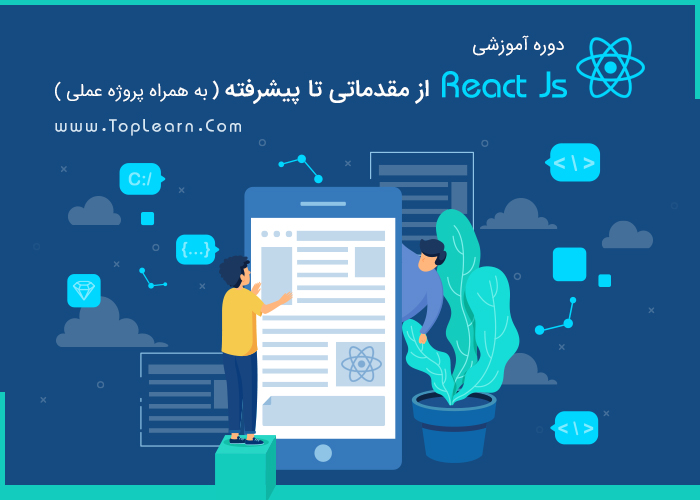 دوره آموزشی
React Js از مقدماتی تا پیشرفته ( به همراه پروژه عملی )
www.TopLearn.Com
C:/
< \ >
{...}
< \ >